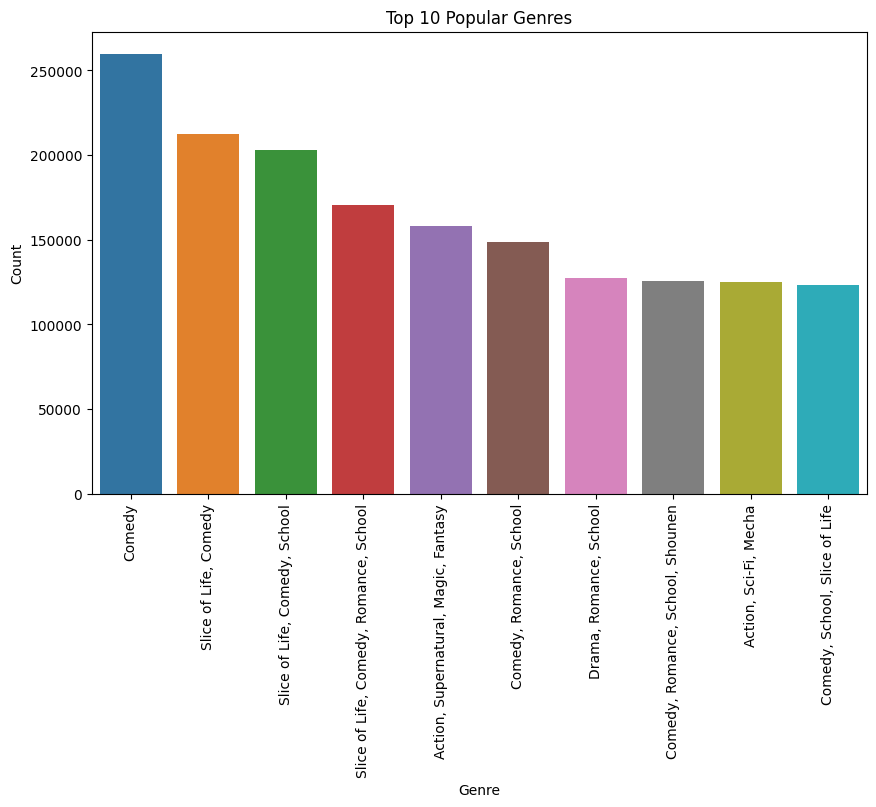 Top 10 Popular Genres
Count
250000
200000
150000
100000
50000
0
Comedy
Slice of Life, Comedy
Slice of Life, Comedy, School
Slice of Life, Comedy, Romance, School
Action, Supernatural, Magic, Fantasy
Comedy, Romance, School
Drama, Romance, School
Comedy, Romance, School, Shounen
Action, Sci-Fi, Mecha
Comedy, School, Slice of Life
Genre